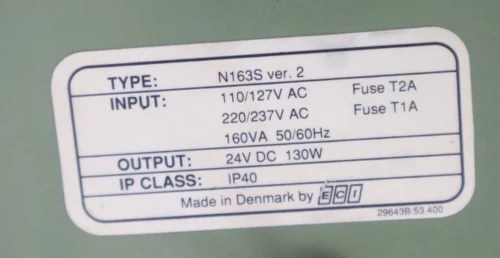 TYPE: N163S ver. 2
INPUT: 110/127V AC Fuse T2A
220/237V AC Fuse T1A
160VA 50/60Hz
OUTPUT: 24V DC 130W
IP CLASS: IP40
Made in Denmark by ECI
29643B.53.400